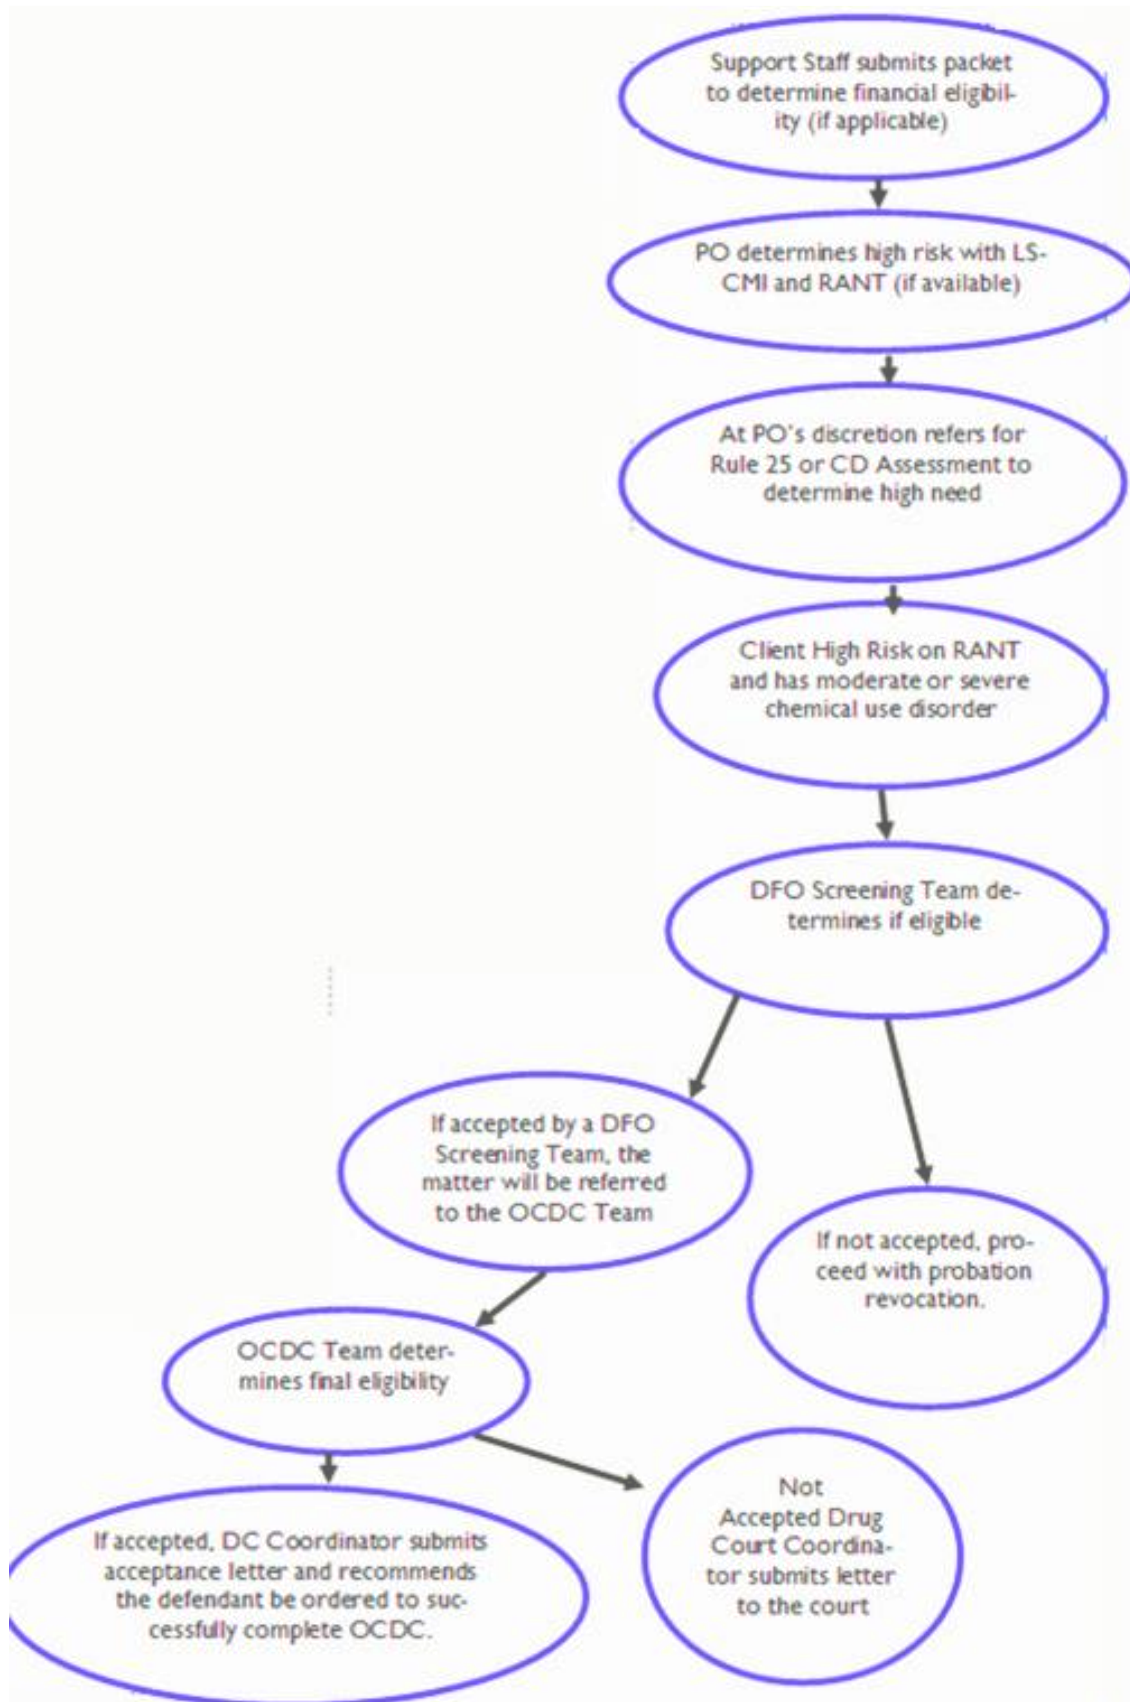 Support Staff submits packet
to determine financial eligibil-
ity (if applicable)
PO determines high risk with LS-
CMI and RANT (if available)
At PO's discretion refers for
Rule 25 or CD Assessment to
determine high need
Client High Risk on RANT
and has moderate or severe
chemical use disorder
DFO Screening Team de-
termines if eligible
If accepted by a DFO
Screening Team, the
matter will be referred
to the OCDC Team
If not accepted, pro-
ceed with probation
revocation.
OCDC Team deter-
mines final eligibility
Not
Accepted Drug
Court Coordina-
tor submits letter
to the court
If accepted, DC Coordinator submits
acceptance letter and recommends
the defendant be ordered to suc-
cessfully complete OCDC.